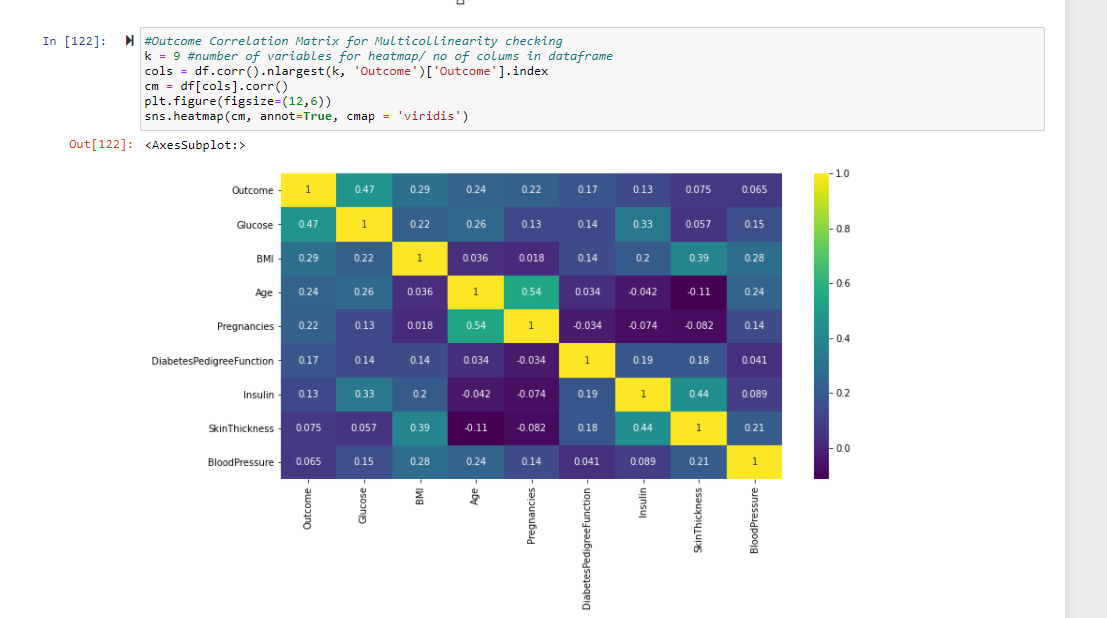 In [122]:
#Outcome Correlation Matrix for Multicollinearity checking
k = 9 #number of variables for heatmap/ no of colums in dataframe
cols = df.corr().nlargest(k, 'Outcome')['Outcome'].index
cm = df[cols].corr()
plt.figure(figsize=(12,6))
sns.heatmap(cm, annot=True, cmap = 'viridis')
Out[122]: <AxesSubplot:>
Outcome 1 0.47 0.29 0.24 0.22 0.17 0.13 0.075 0.065
Glucose 0.47 1 0.22 0.26 0.13 0.14 0.33 0.057 0.15
BMI 0.29 0.22 1 0.036 0.018 0.14 0.2 0.39 0.28
Age 0.24 0.26 0.036 1 0.54 0.034 -0.042 -0.11 0.24
Pregnancies 0.22 0.13 0.018 0.54 1 -0.034 -0.074 -0.082 0.14
DiabetesPedigreeFunction 0.17 0.14 0.14 0.034 -0.034 1 0.19 0.18 0.041
Insulin 0.13 0.33 0.2 -0.042 -0.074 0.19 1 0.44 0.089
SkinThickness 0.075 0.057 0.39 -0.11 -0.082 0.18 0.44 1 0.21
BloodPressure 0.065 0.15 0.28 0.24 0.14 0.041 0.089 0.21 1
Outcome
Glucose
BMI
Age
Pregnancies
DiabetesPedigreeFunction
Insulin
SkinThickness
BloodPressure
1.0
0.8
0.6
0.4
0.2
0.0